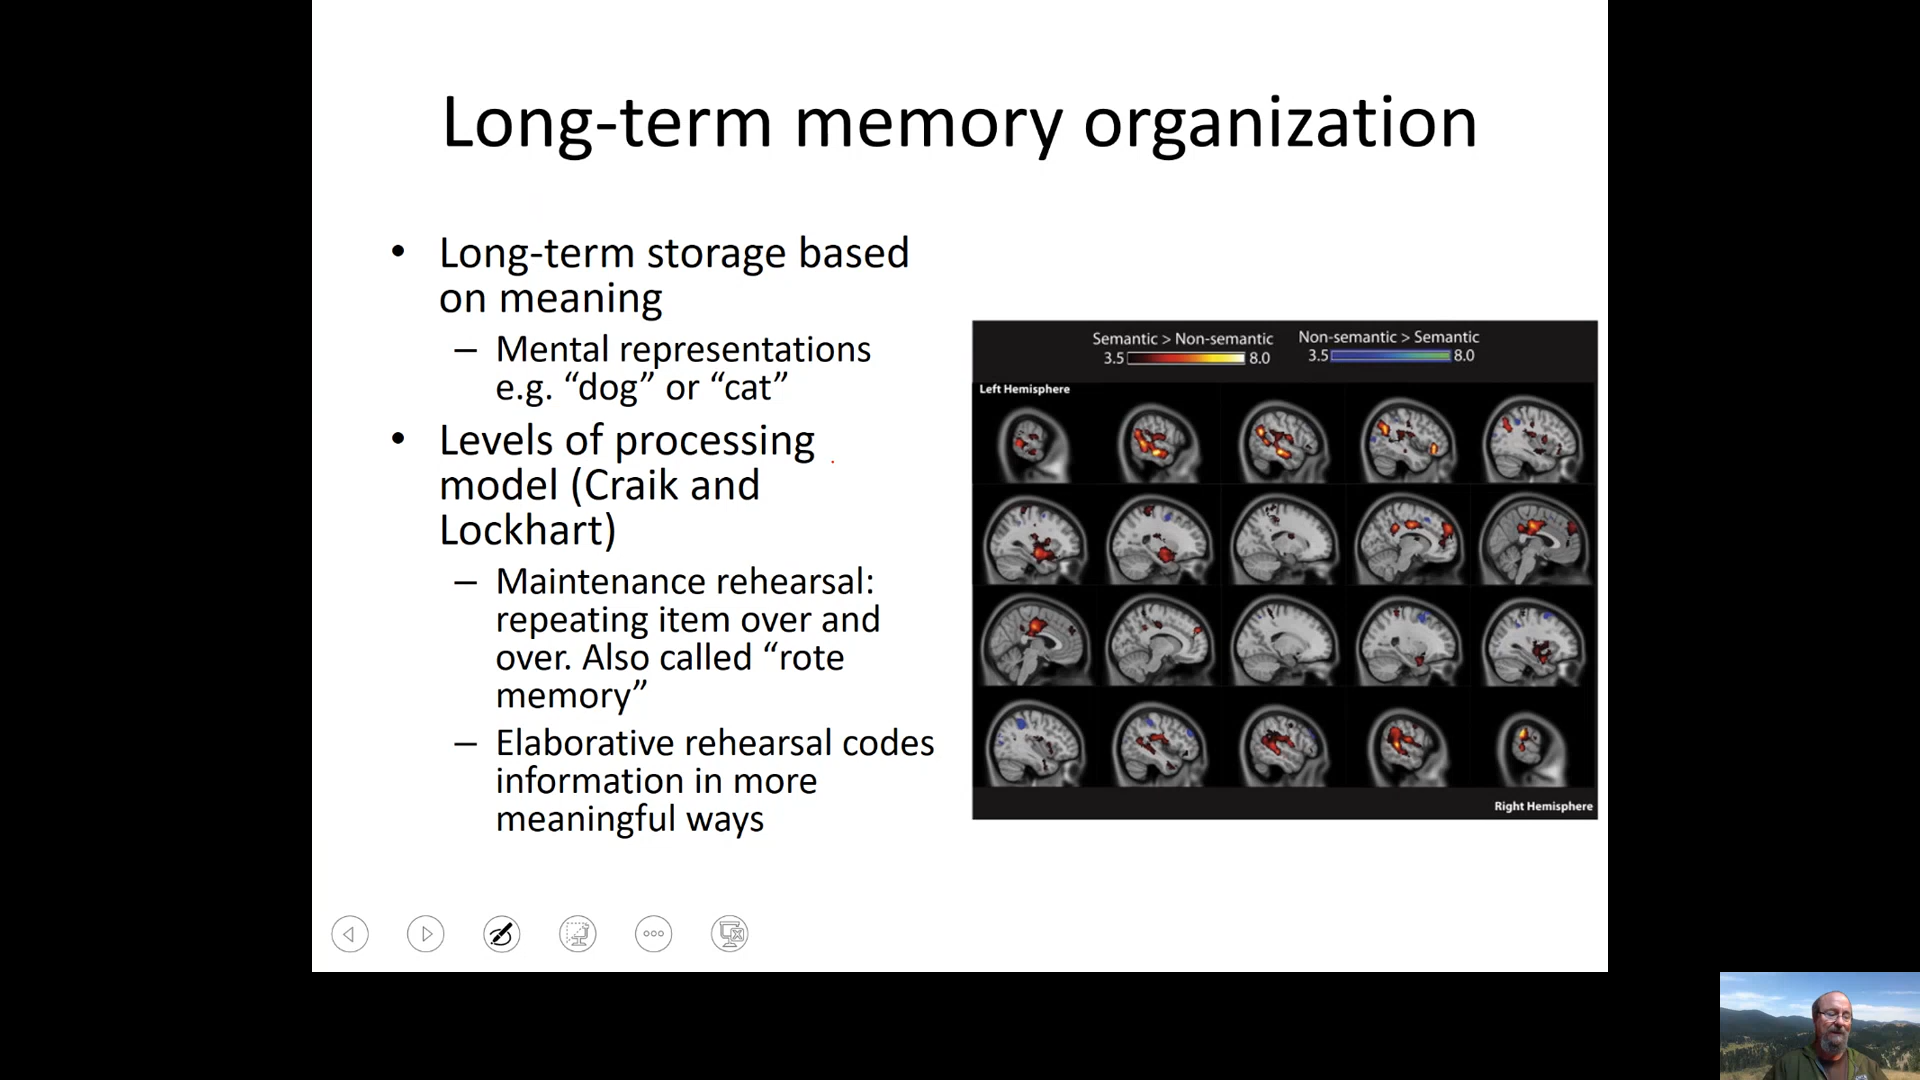 Long-term memory organization
• Long-term storage based
on meaning
– Mental representations
e.g. “dog” or “cat”
• Levels of processing
model (Craik and
Lockhart)
– Maintenance rehearsal:
repeating item over and
over. Also called “rote
memory”
– Elaborative rehearsal codes
information in more
meaningful ways
Semantic > Non-semantic
3.5 8.0
Non-semantic > Semantic
3.5 8.0
Left Hemisphere
Right Hemisphere